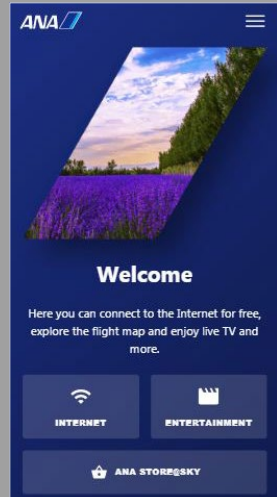 ANA
Welcome
Here you can connect to the Internet for free,
explore the flight map and enjoy live TV and
more.
INTERNET
ENTERTAINMENT
ANA STORE@SKY